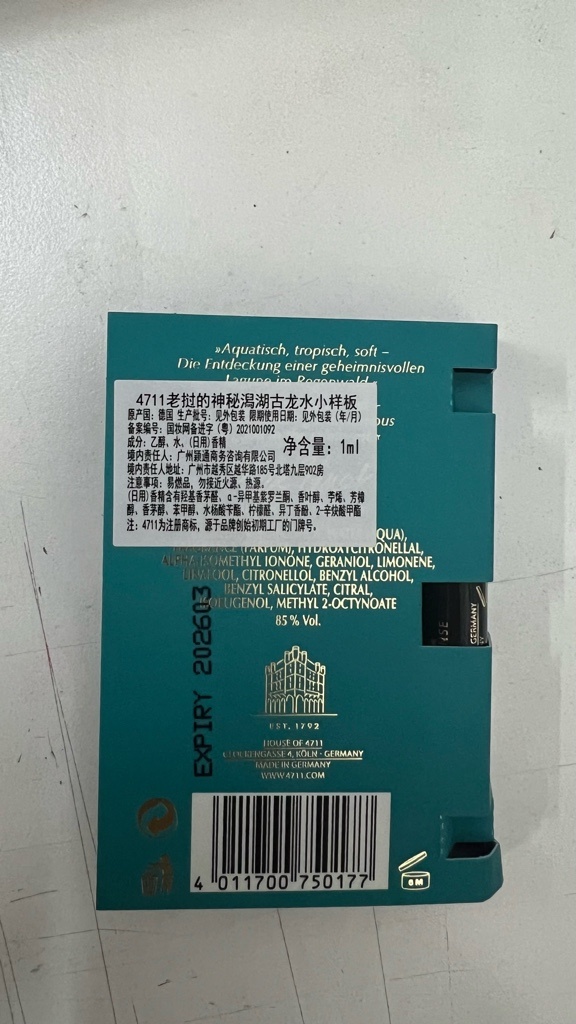 »Aquatisch, tropisch, soft –
Die Entdeckung einer geheimnisvollen
Lagune im Regenwald.«
4711老挝的神秘潟湖古龙水小样板
原产国：德国 生产批号：见外包装 限期使用日期：见外包装（年/月）
备案编号：国妆网备进字（粤）2021001092
成分：乙醇、水、（日用）香精
净含量：1ml
境内责任人：广州颖通商务咨询有限公司
境内责任人地址：广州市越秀区越华路185号北塔九层902房
注意事项：易燃品，勿接近火源、热源。
（日用）香精含有羟基香茅醛、α-异甲基紫罗兰酮、香叶醇、苧烯、芳樟
醇、香茅醇、苯甲醇、水杨酸苄酯、柠檬醛、异丁香酚、2-辛炔酸甲酯
注：4711为注册商标，源于品牌创始初期工厂的门牌号。
(PARFUM), HYDROXYCITRONELLAL,
ISOMETHYL IONONE, GERANIOL, LIMONENE,
CITRONELLOL, BENZYL ALCOHOL,
BENZYL SALICYLATE, CITRAL,
METHYL 2-OCTYNOATE
85 % Vol.
EXPIRY 202603
GERMANY
EST. 1792
HOUSE OF 4711
GLOCKENGASSE 4, KÖLN · GERMANY
MADE IN GERMANY
WWW.4711.COM
4 011700 750177
6 M